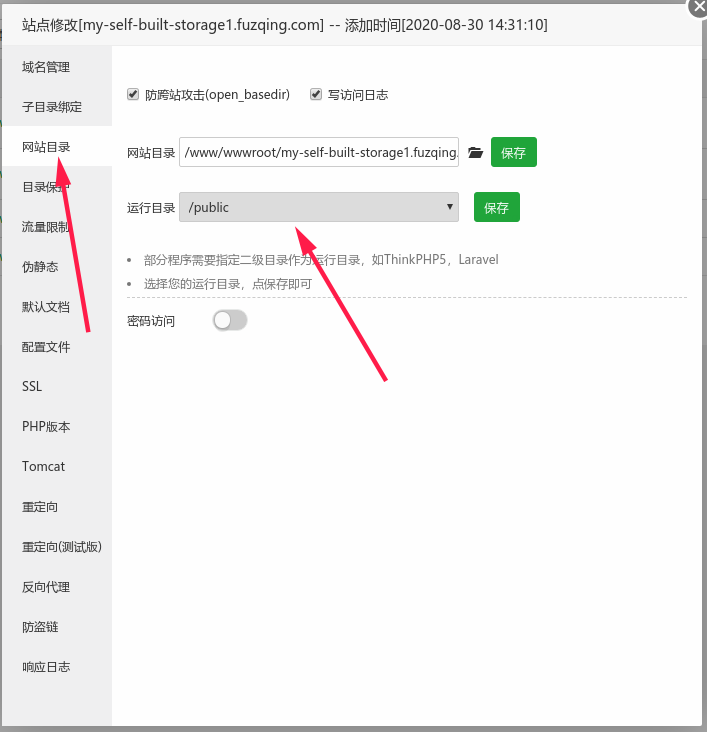 站点修改[my-self-built-storage1.fuzqing.com] -- 添加时间[2020-08-30 14:31:10]
域名管理
子目录绑定
网站目录
目录保护
流量限制
伪静态
默认文档
配置文件
SSL
PHP版本
Tomcat
重定向
重定向(测试版)
反向代理
防盗链
响应日志
防跨站攻击(open_basedir) 写访问日志
网站目录 /www/wwwroot/my-self-built-storage1.fuzqing. 保存
运行目录 /public 保存
部分程序需要指定二级目录作为运行目录，如ThinkPHP5，Laravel
选择您的运行目录，点保存即可
密码访问